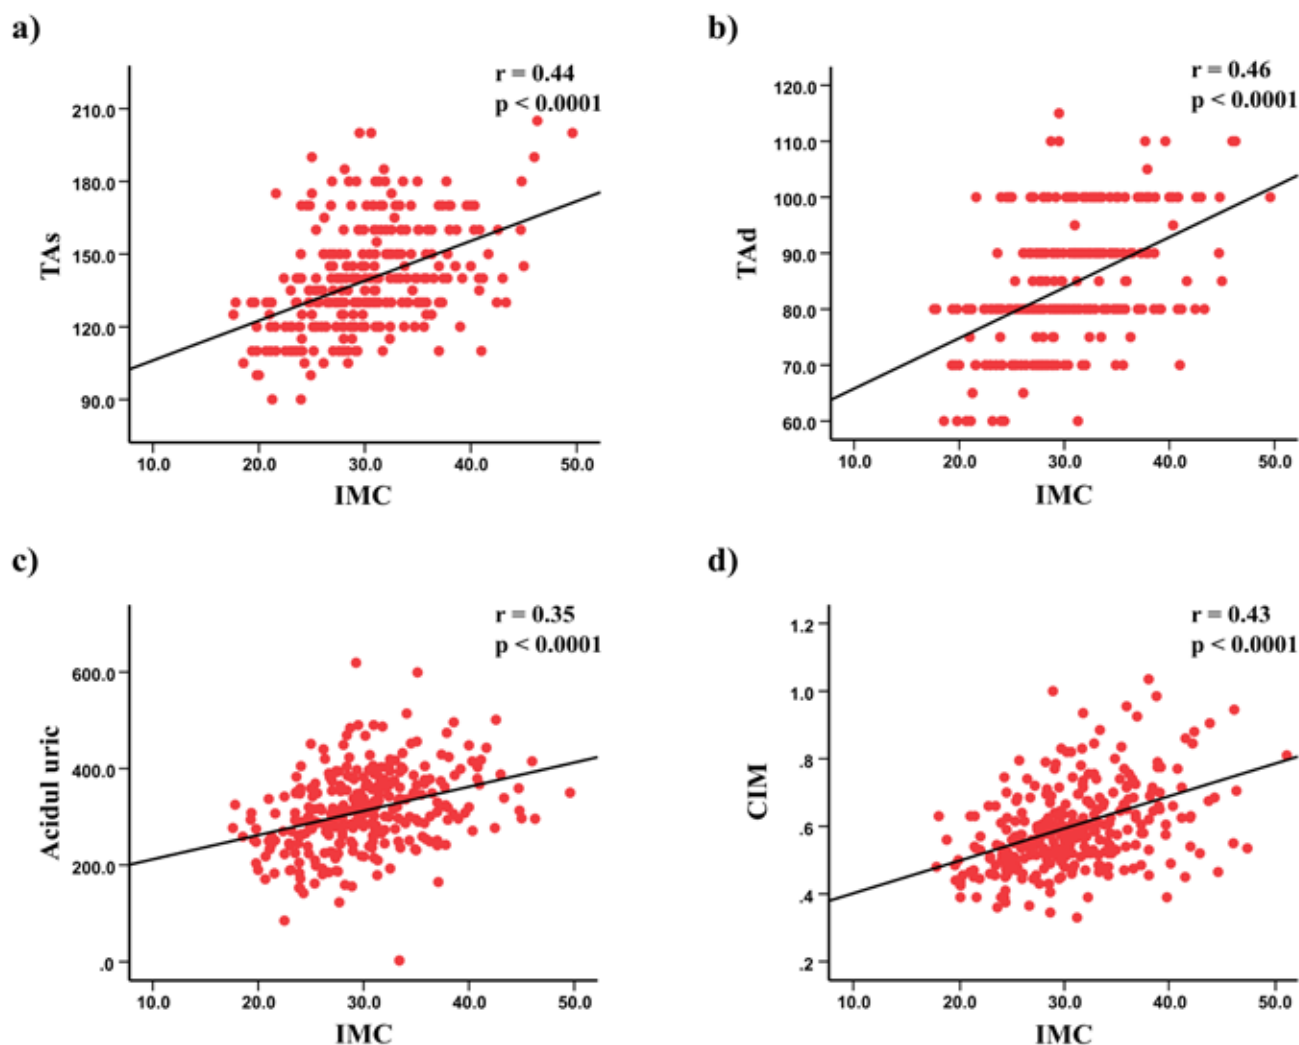 a)
r = 0.44
p < 0.0001
210.0
180.0
150.0
120.0
90.0
TAs
10.0 20.0 30.0 40.0 50.0
IMC
b)
r = 0.46
p < 0.0001
120.0
110.0
100.0
90.0
80.0
70.0
60.0
TAd
10.0 20.0 30.0 40.0 50.0
IMC
c)
r = 0.35
p < 0.0001
600.0
400.0
200.0
.0
Acidul uric
10.0 20.0 30.0 40.0 50.0
IMC
d)
r = 0.43
p < 0.0001
1.2
1.0
.8
.6
.4
.2
CIM
10.0 20.0 30.0 40.0 50.0
IMC